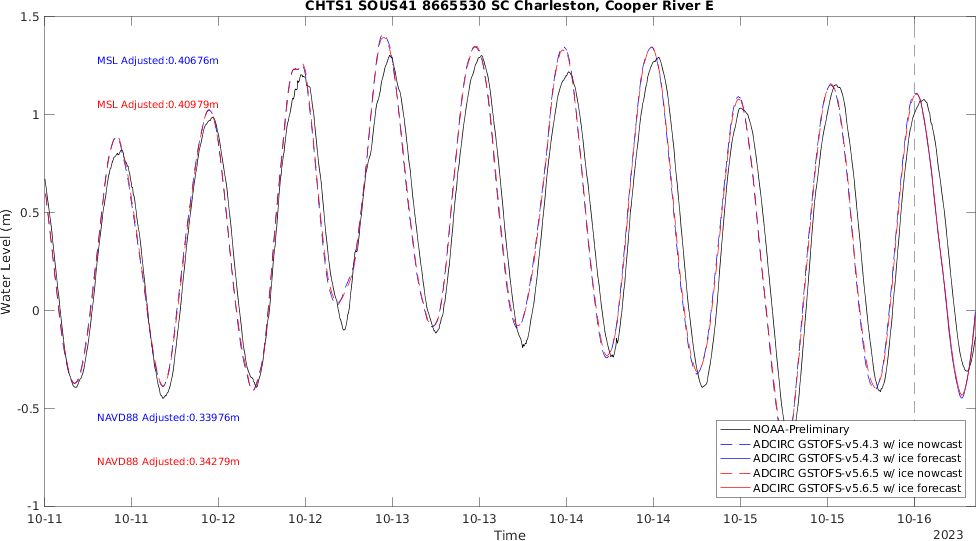 CHTS1 SOUS41 8665530 SC Charleston, Cooper River E
1.5
1
0.5
0
-0.5
-1
Water Level (m)
MSL Adjusted:0.40676m
MSL Adjusted:0.40979m
NAVD88 Adjusted:0.33976m
NAVD88 Adjusted:0.34279m
NOAA-Preliminary
ADCIRC GSTOFS-v5.4.3 w/ ice nowcast
ADCIRC GSTOFS-v5.4.3 w/ ice forecast
ADCIRC GSTOFS-v5.6.5 w/ ice nowcast
ADCIRC GSTOFS-v5.6.5 w/ ice forecast
10-11 10-11 10-12 10-12 10-13 10-13 10-14 10-14 10-15 10-15 10-16
Time
2023